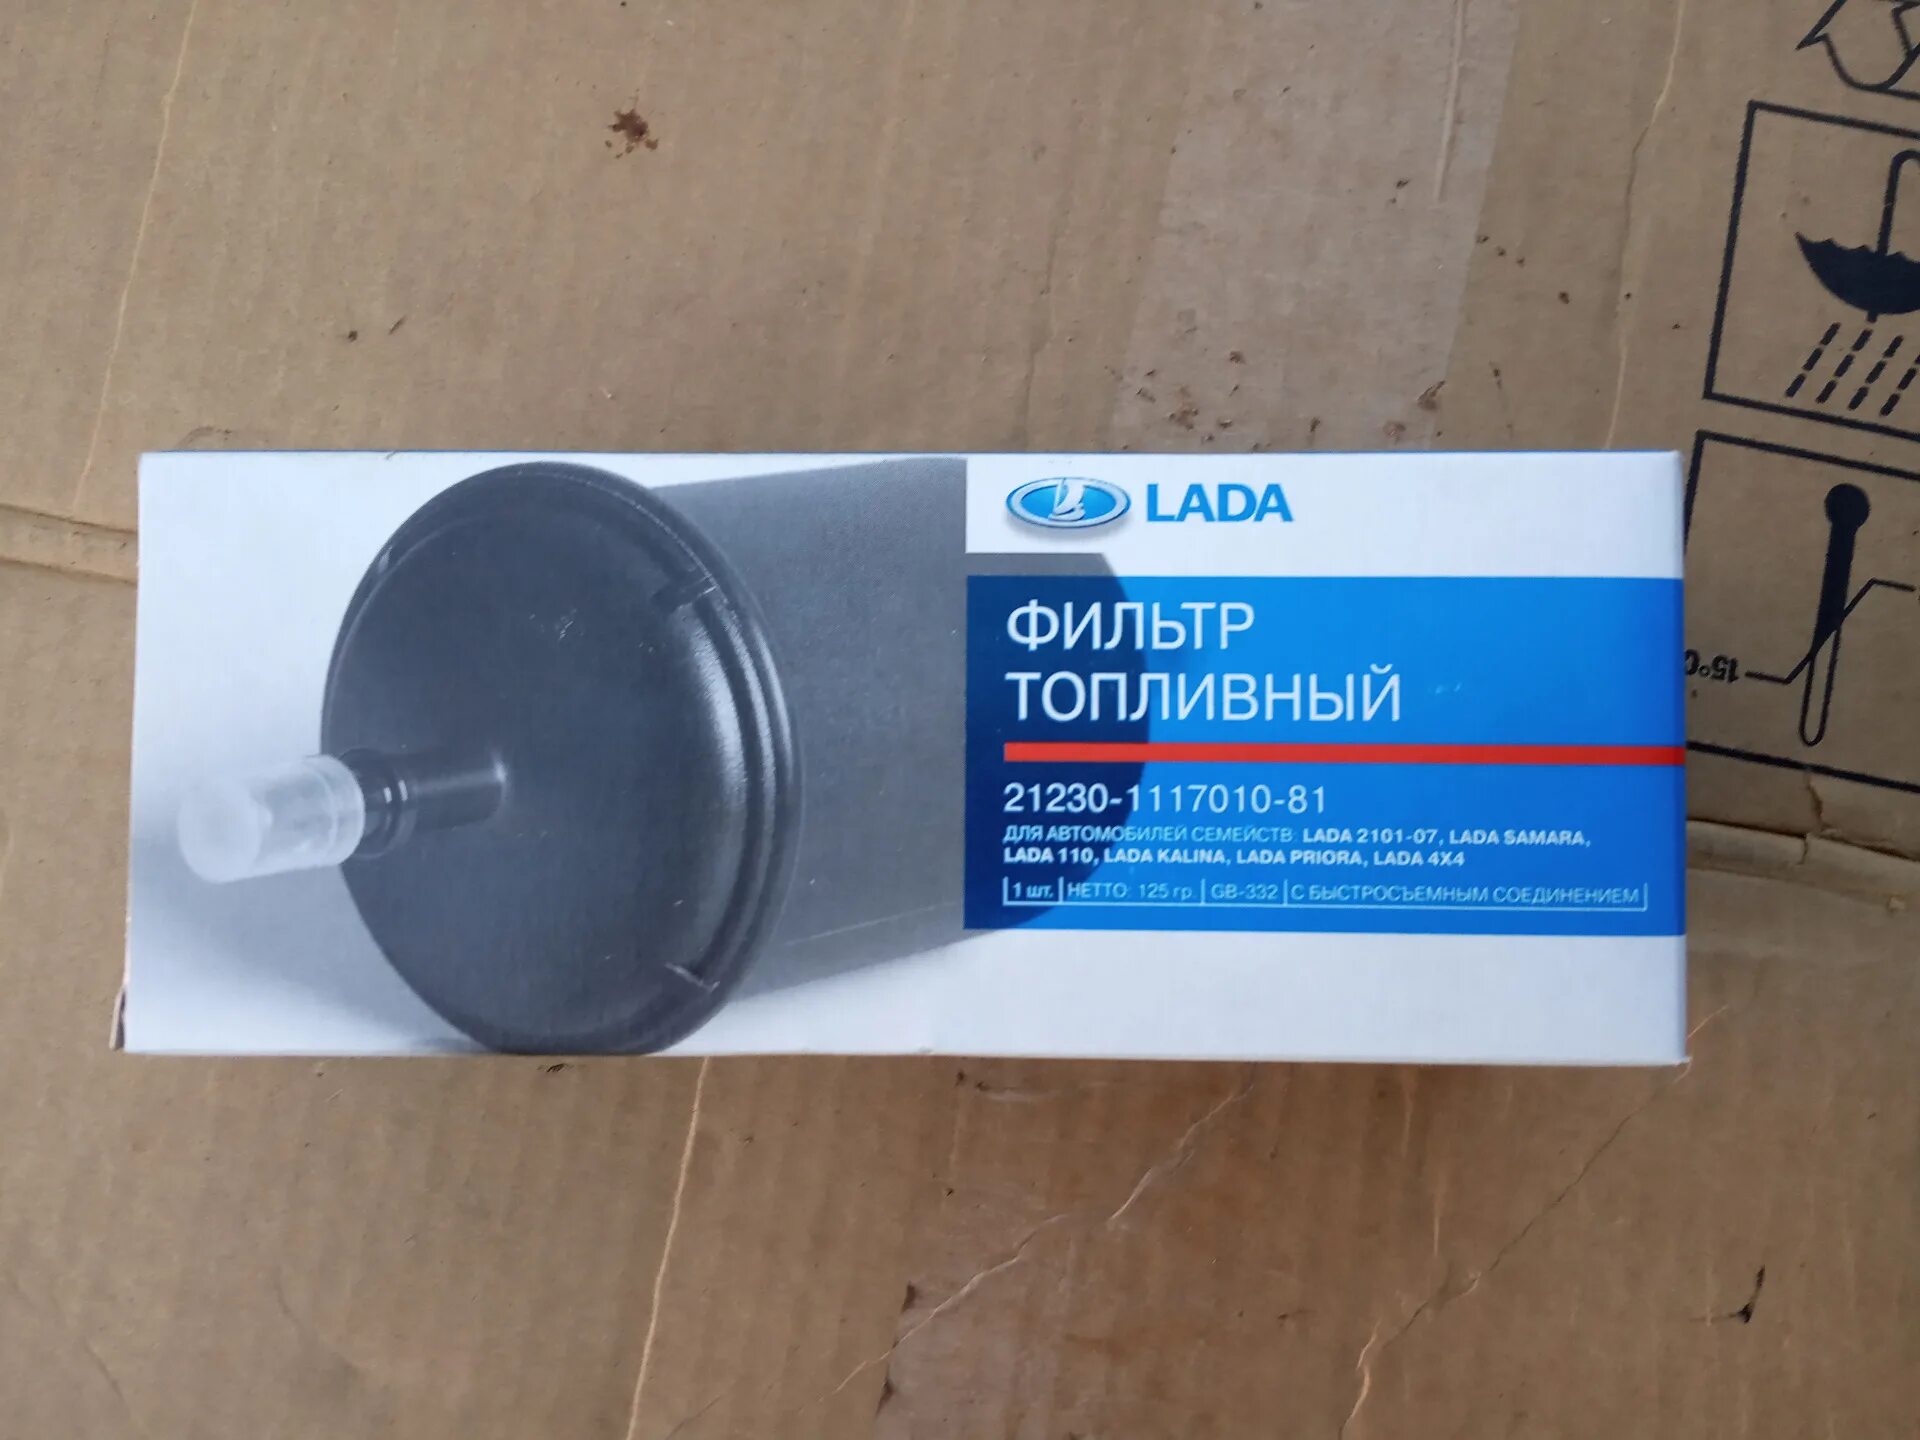 LADA
ФИЛЬТР
ТОПЛИВНЫЙ
21230-1117010-81
ДЛЯ АВТОМОБИЛЕЙ СЕМЕЙСТВ: LADA 2101-07, LADA SAMARA,
LADA 110, LADA KALINA, LADA PRIORA, LADA 4X4
1 шт. НЕТТО: 125 гр. GB-332 С БЫСТРОСЪЕМНЫМ СОЕДИНЕНИЕМ
15°C